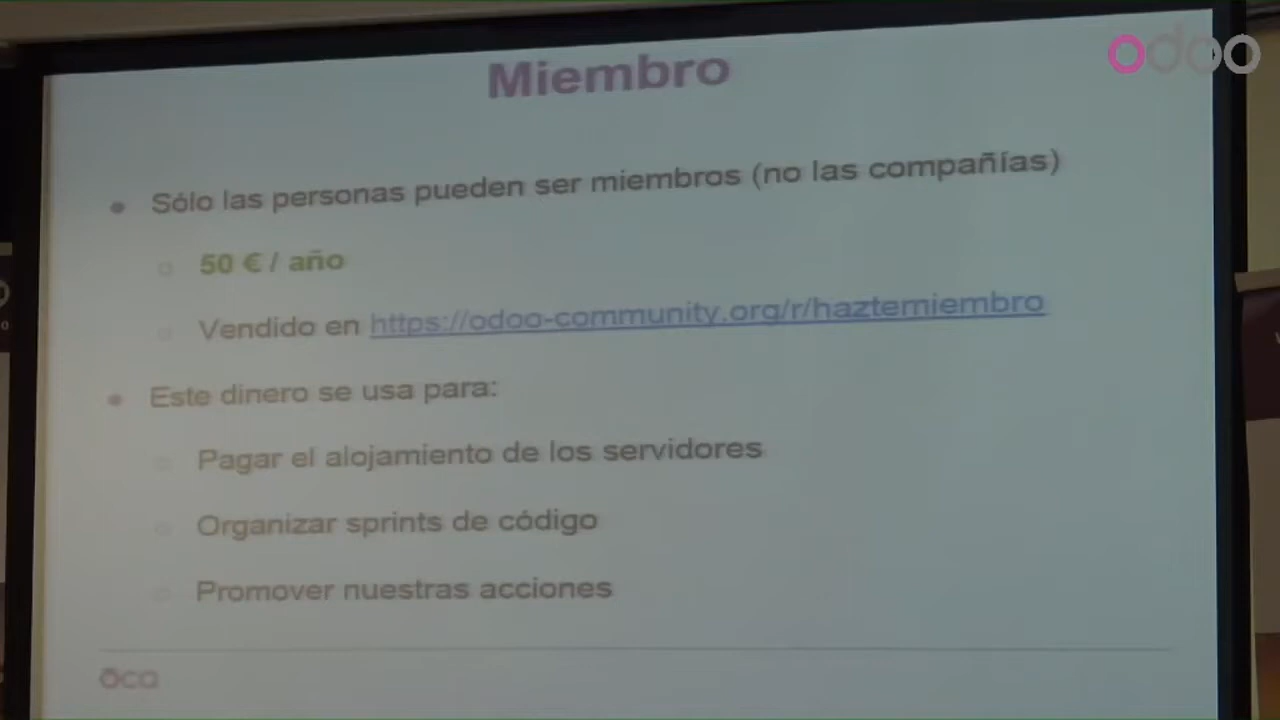 odoo
Miembro
Sólo las personas pueden ser miembros (no las compañías)
50 € / año
Vendido en https://odoo-community.org/r/haztemiembro
Este dinero se usa para:
Pagar el alojamiento de los servidores
Organizar sprints de código
Promover nuestras acciones
oca